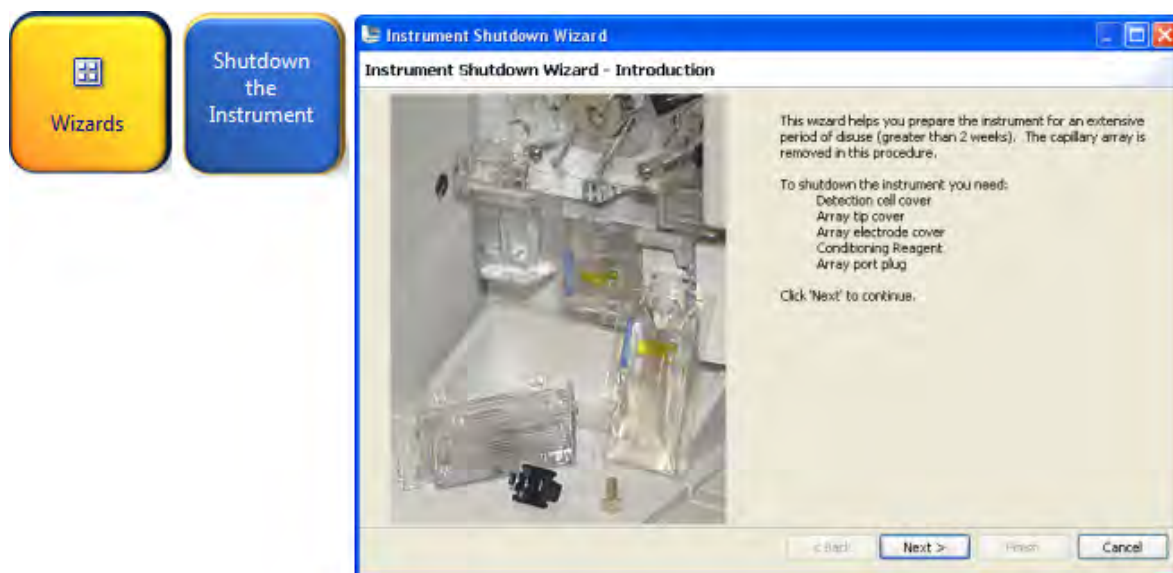 Wizards
Shutdown
the
Instrument
Instrument Shutdown Wizard
Instrument Shutdown Wizard - Introduction
This wizard helps you prepare the instrument for an extensive
period of disuse (greater than 2 weeks). The capillary array is
removed in this procedure.
To shutdown the instrument you need:
Detection cell cover
Array tip cover
Array electrode cover
Conditioning Reagent
Array port plug
Click 'Next' to continue.
< Back
Next >
Finish
Cancel